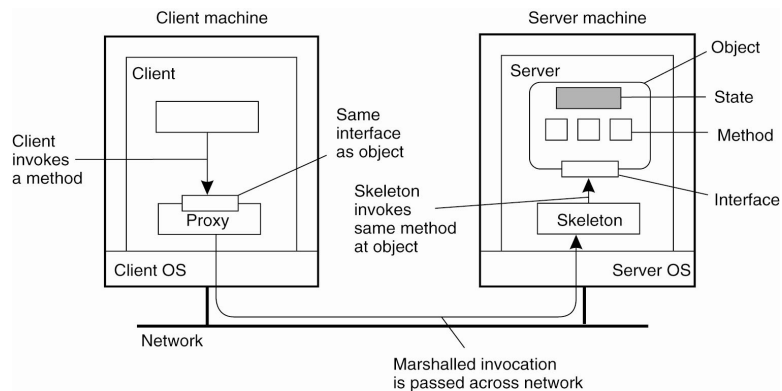 Client machine
Server machine
Object
Client
Server
State
Same
interface
as object
Method
Client
invokes
a method
Skeleton
invokes
same method
at object
Interface
Proxy
Skeleton
Client OS
Server OS
Network
Marshalled invocation
is passed across network